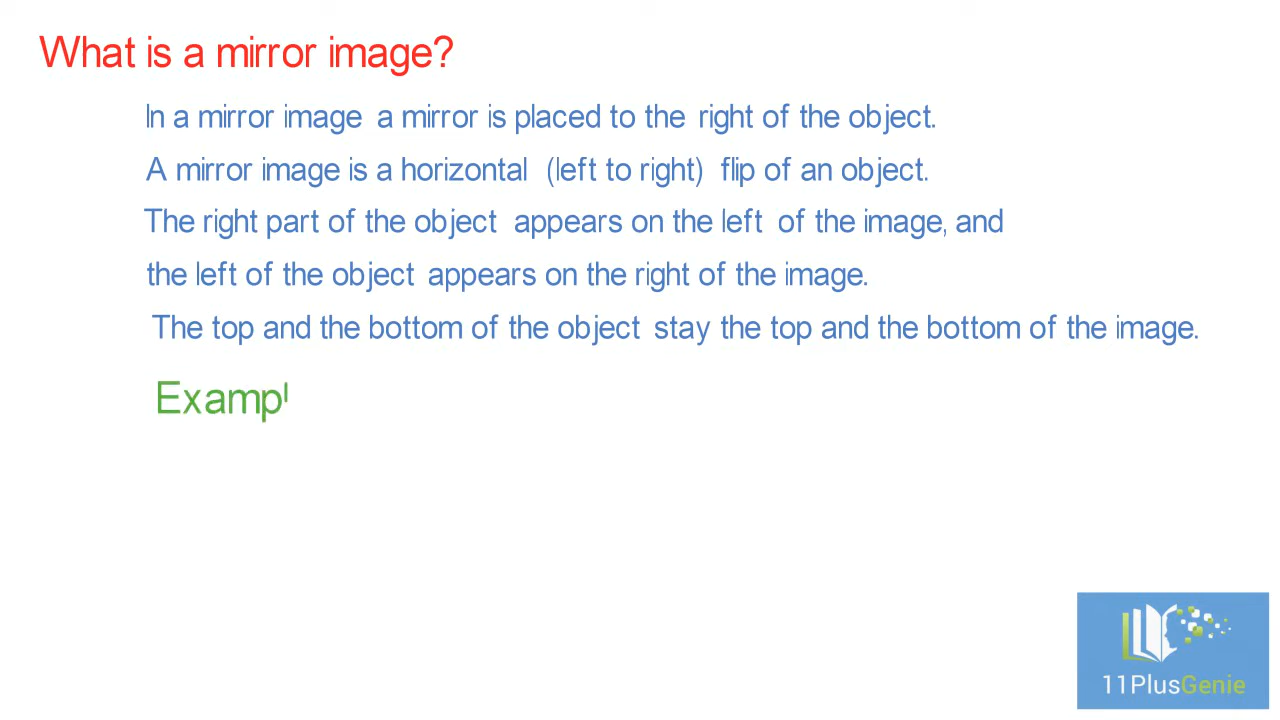 What is a mirror image?
In a mirror image a mirror is placed to the right of the object.
A mirror image is a horizontal (left to right) flip of an object.
The right part of the object appears on the left of the image, and
the left of the object appears on the right of the image.
The top and the bottom of the object stay the top and the bottom of the image.
Exampl
11PlusGenie